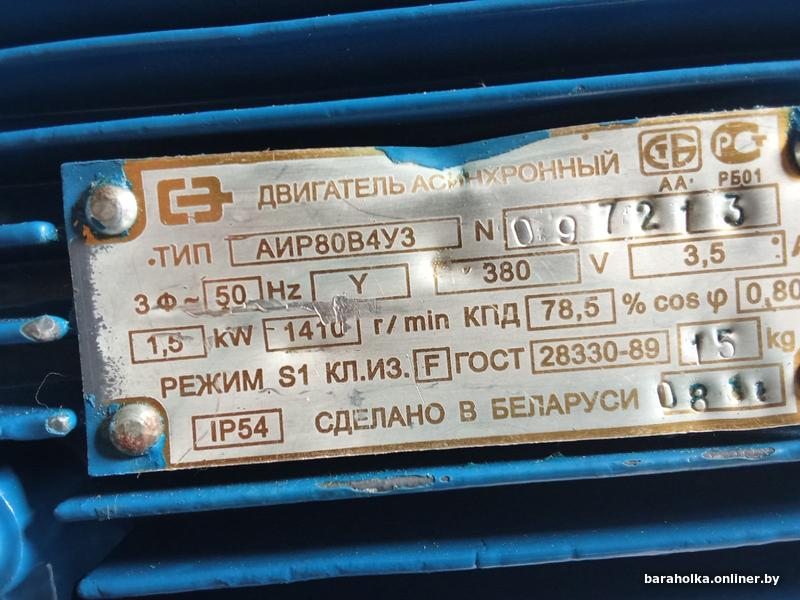 ДВИГАТЕЛЬ АСИНХРОННЫЙ
АА· РБ01
ТИП АИР80В4У3 N 097213
3 Ф ~ 50 Hz Y 380 V 3,5 A
1,5 kW 1410 r/min КПД 78,5 % cos φ 0,80
РЕЖИМ S1 КЛ.ИЗ. F ГОСТ 28330-89 15 kg
IP54 СДЕЛАНО В БЕЛАРУСИ
baraholka.onliner.by